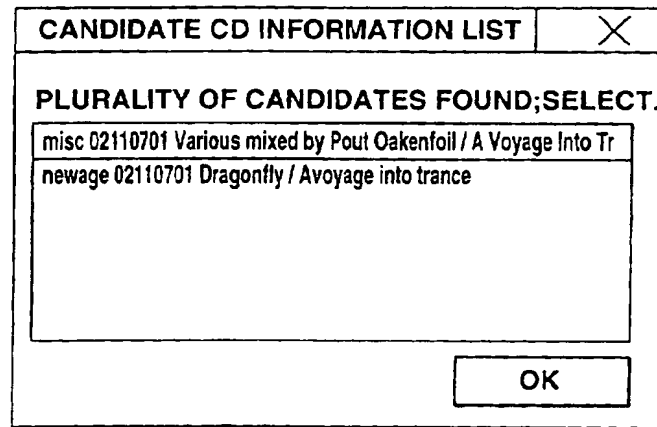 CANDIDATE CD INFORMATION LIST
PLURALITY OF CANDIDATES FOUND;SELECT.
misc 02110701 Various mixed by Pout Oakenfoil / A Voyage Into Tr
newage 02110701 Dragonfly / Avoyage into trance
OK